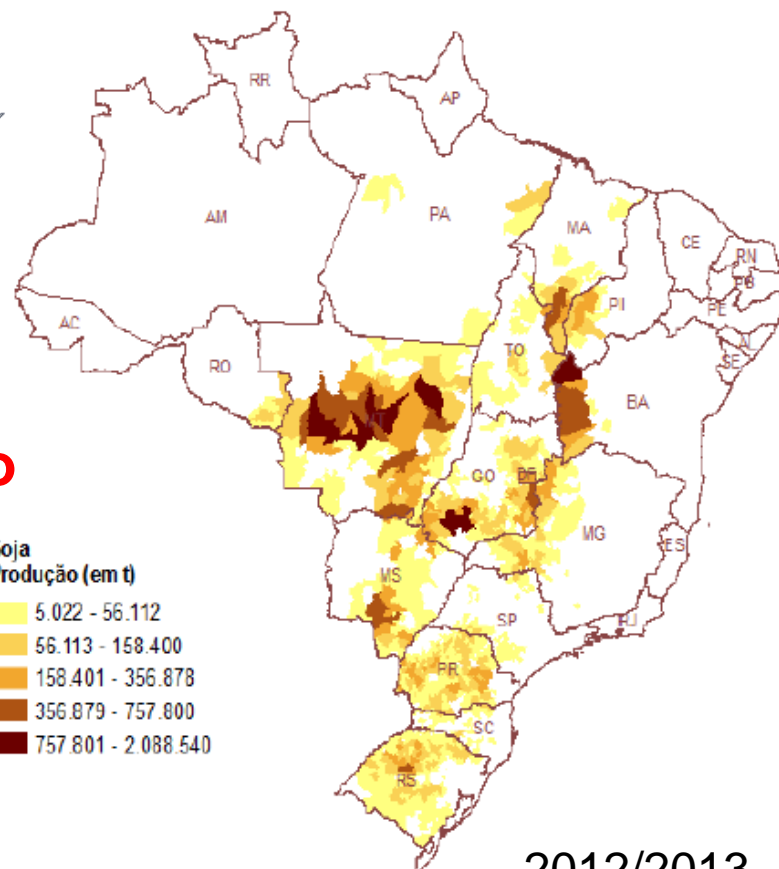 RR
AP
AM
PA
MA
CE
RN
PB
PE
PI
AL
SE
AC
RO
TO
BA
MT
GO
DF
MG
ES
MS
SP
RJ
PR
SC
RS
oja
rodução (em t)
5.022 - 56.112
56.113 - 158.400
158.401 - 356.878
356.879 - 757.800
757.801 - 2.088.540
2012/2013